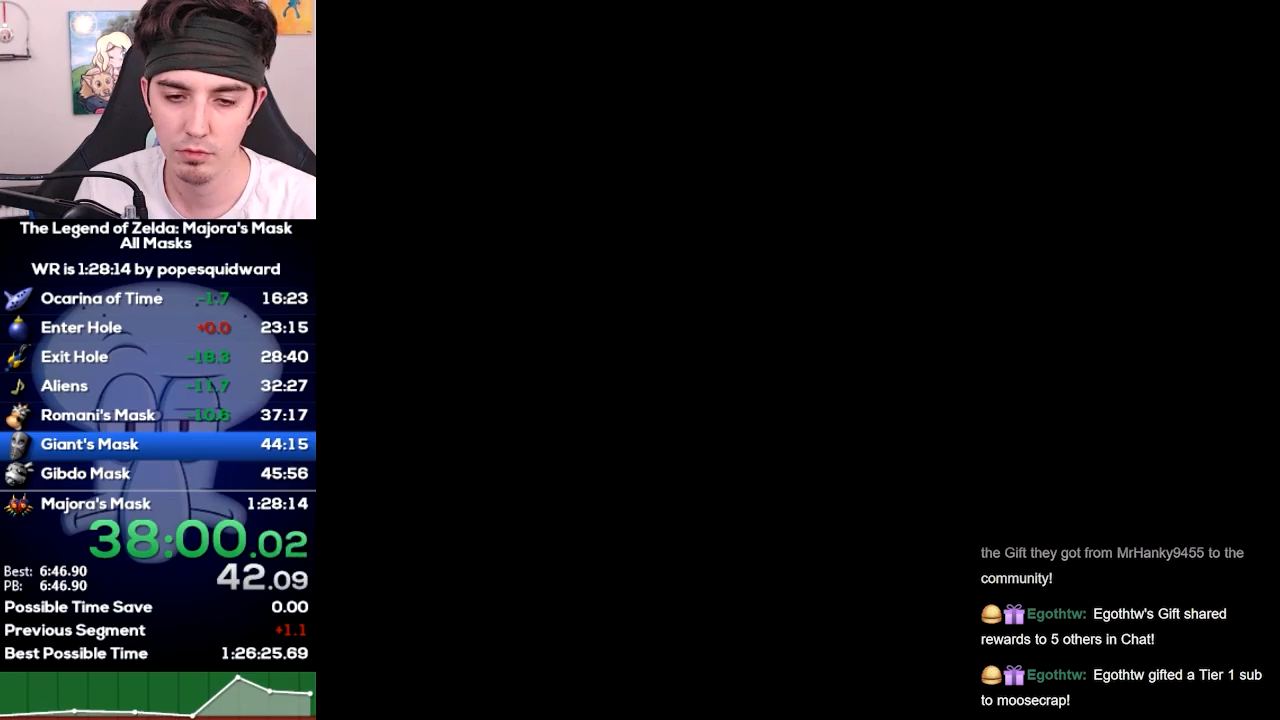 The Legend of Zelda: Majora's Mask
All Masks
WR is 1:28:14 by popesquidward
Ocarina of Time -1.7 16:23
Enter Hole +0.0 23:15
Exit Hole -18.3 28:40
Aliens -11.7 32:27
Romani's Mask -10.6 37:17
Giant's Mask 44:15
Gibdo Mask 45:56
Majora's Mask 1:28:14
38:00.02
Best: 6:46.90
PB: 6:46.90
42.09
Possible Time Save 0.00
Previous Segment +1.1
Best Possible Time 1:26:25.69
the Gift they got from MrHanky9455 to the
community!
Egothtw: Egothtw's Gift shared
rewards to 5 others in Chat!
Egothtw: Egothtw gifted a Tier 1 sub
to moosecrap!